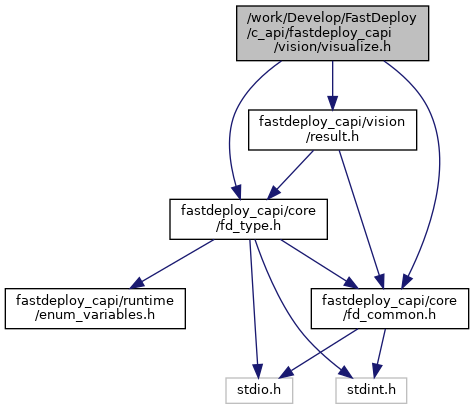 /work/Develop/FastDeploy
/c_api/fastdeploy_capi
/vision/visualize.h
fastdeploy_capi/vision
/result.h
fastdeploy_capi/core
/fd_type.h
fastdeploy_capi/runtime
/enum_variables.h
fastdeploy_capi/core
/fd_common.h
stdio.h
stdint.h